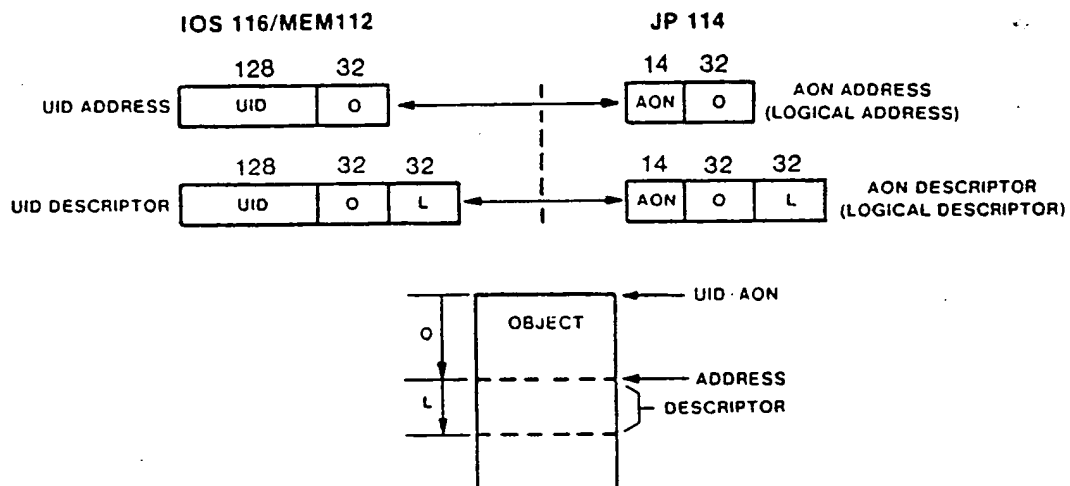 IOS 116/MEM112 JP 114
128 32 14 32
UID ADDRESS UID O AON O AON ADDRESS
(LOGICAL ADDRESS)
128 32 32 14 32 32
UID DESCRIPTOR UID O L AON O L AON DESCRIPTOR
(LOGICAL DESCRIPTOR)
UID·AON
OBJECT
O
ADDRESS
L
DESCRIPTOR